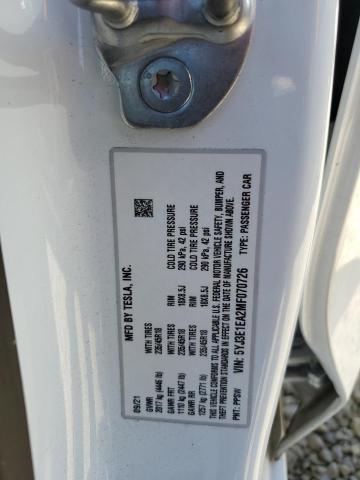 MFD BY TESLA, INC.
09/21
GVWR
2017 kg (4446 lb)
GAWR FRT WITH TIRES RIM COLD TIRE PRESSURE
1110 kg (2447 lb) 235/45R18 18X8.5J 290 kPa, 42 psi
GAWR RR WITH TIRES RIM COLD TIRE PRESSURE
1257 kg (2771 lb) 235/45R18 18X8.5J 290 kPa, 42 psi
THIS VEHICLE CONFORMS TO ALL APPLICABLE U.S. FEDERAL MOTOR VEHICLE SAFETY, BUMPER, AND
THEFT PREVENTION STANDARDS IN EFFECT ON THE DATE OF MANUFACTURE SHOWN ABOVE.
VIN: 5YJ3E1EA2MF070726 TYPE: PASSENGER CAR
PNT: PPSW